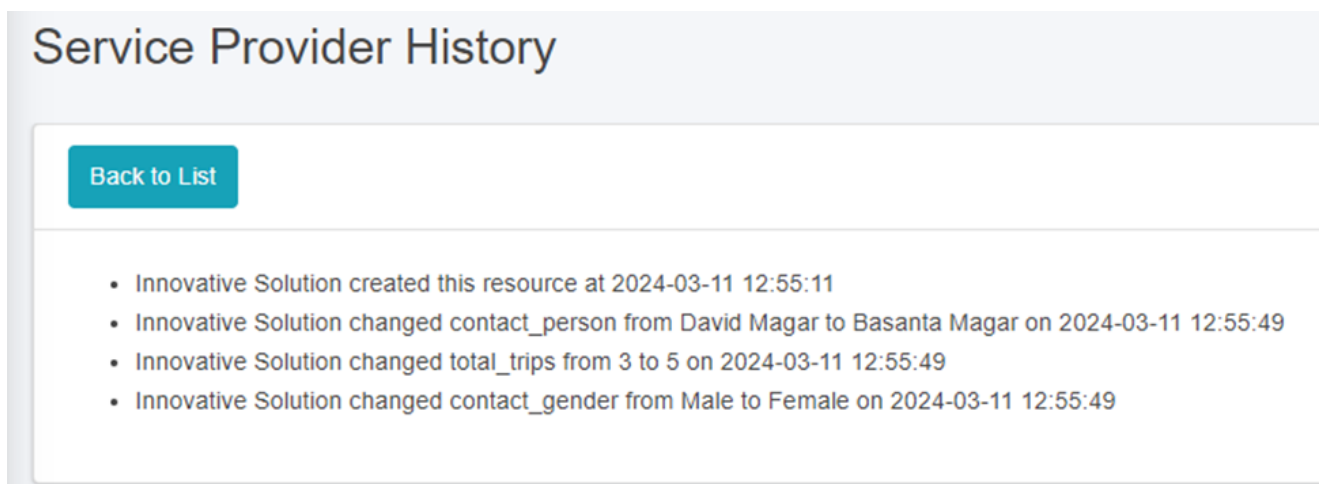 Service Provider History
Back to List
• Innovative Solution created this resource at 2024-03-11 12:55:11
• Innovative Solution changed contact_person from David Magar to Basanta Magar on 2024-03-11 12:55:49
• Innovative Solution changed total_trips from 3 to 5 on 2024-03-11 12:55:49
• Innovative Solution changed contact_gender from Male to Female on 2024-03-11 12:55:49